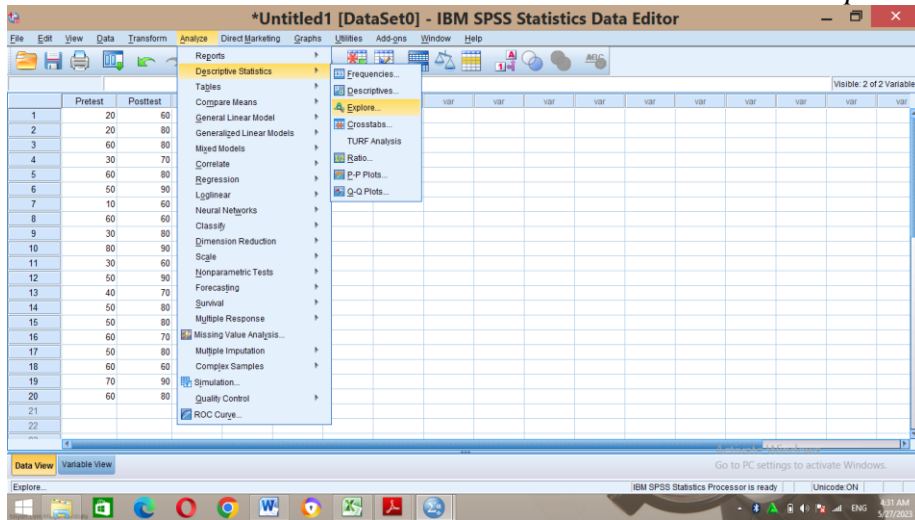 *Untitled1 [DataSet0] - IBM SPSS Statistics Data Editor
File Edit View Data Transform Analyze Direct Marketing Graphs Utilities Add-ons Window Help
Visible: 2 of 2 Variable
Pretest Posttest var var var var var var var var
1 20 60
2 20 80
3 60 80
4 30 70
5 60 80
6 50 90
7 10 60
8 60 60
9 30 80
10 80 90
11 30 60
12 50 90
13 40 70
14 50 80
15 50 80
16 60 70
17 50 80
18 60 60
19 70 90
20 60 80
21
22
Reports
Descriptive Statistics
Tables
Compare Means
General Linear Model
Generalized Linear Models
Mixed Models
Correlate
Regression
Loglinear
Neural Networks
Classify
Dimension Reduction
Scale
Nonparametric Tests
Forecasting
Survival
Multiple Response
Missing Value Analysis...
Multiple Imputation
Complex Samples
Simulation...
Quality Control
ROC Curve...
Frequencies...
Descriptives...
Explore...
Crosstabs...
TURF Analysis
Ratio...
P-P Plots...
Q-Q Plots...
Go to PC settings to activate Windows.
Data View Variable View
Explore... IBM SPSS Statistics Processor is ready Unicode:ON
ENG 4:31 AM
5/27/2023